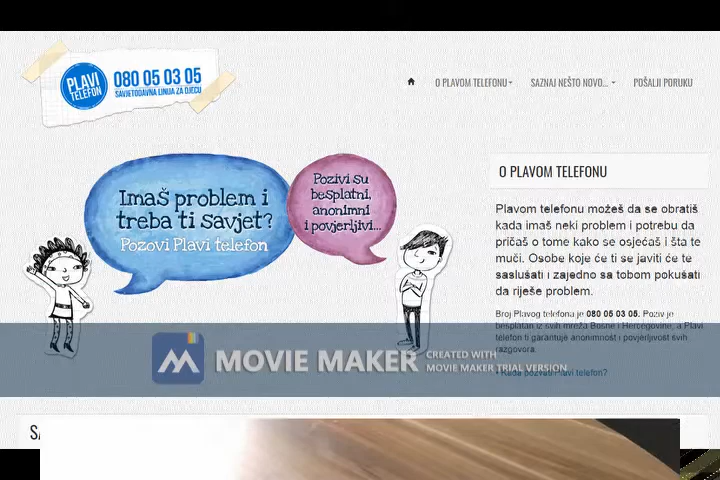 PLAVI
TELEFON
080 05 03 05
SAVJETODAVNA LINIJA ZA DJECU
O PLAVOM TELEFONU
SAZNAJ NEŠTO NOVO...
POŠALJI PORUKU
Imaš problem i
treba ti savjet?
Pozovi Plavi telefon
Pozivi su
besplatni,
anonimni
i povjerljivi...
O PLAVOM TELEFONU
Plavom telefonu možeš da se obratiš
kada imaš neki problem i potrebu da
pričaš o tome kako se osjećaš i šta te
muči. Osobe koje će ti se javiti će te
saslušati i zajedno sa tobom pokušati
da riješe problem.
Broj Plavog telefona je 080 05 03 05. Poziv je
besplatan iz svih mreža Bosne i Hercegovine, a Plavi
telefon ti garantuje anonimnost i povjerljivost svih
razgovora.
Kada pozvati Plavi telefon?
MOVIE MAKER
CREATED WITH
MOVIE MAKER TRIAL VERSION